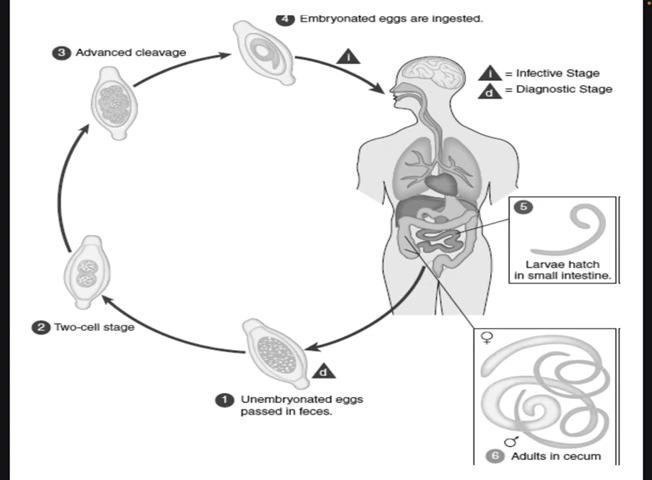 4 Embryonated eggs are ingested.
3 Advanced cleavage
i
i = Infective Stage
d = Diagnostic Stage
5
Larvae hatch
in small intestine.
2 Two-cell stage
d
1 Unembryonated eggs
passed in feces.
♀
♂
6 Adults in cecum